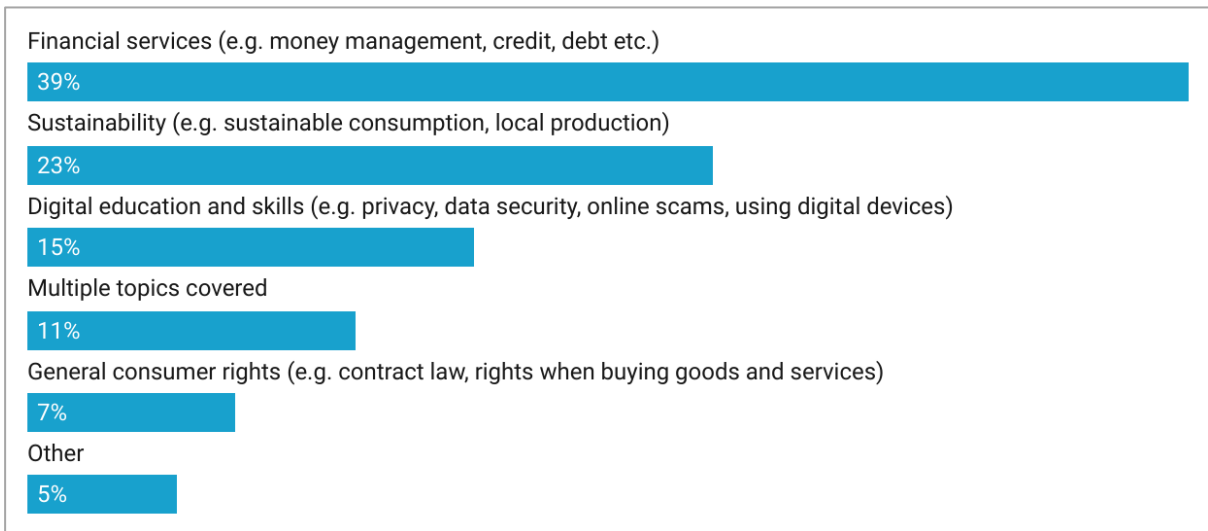 Financial services (e.g. money management, credit, debt etc.)
39%
Sustainability (e.g. sustainable consumption, local production)
23%
Digital education and skills (e.g. privacy, data security, online scams, using digital devices)
15%
Multiple topics covered
11%
General consumer rights (e.g. contract law, rights when buying goods and services)
7%
Other
5%